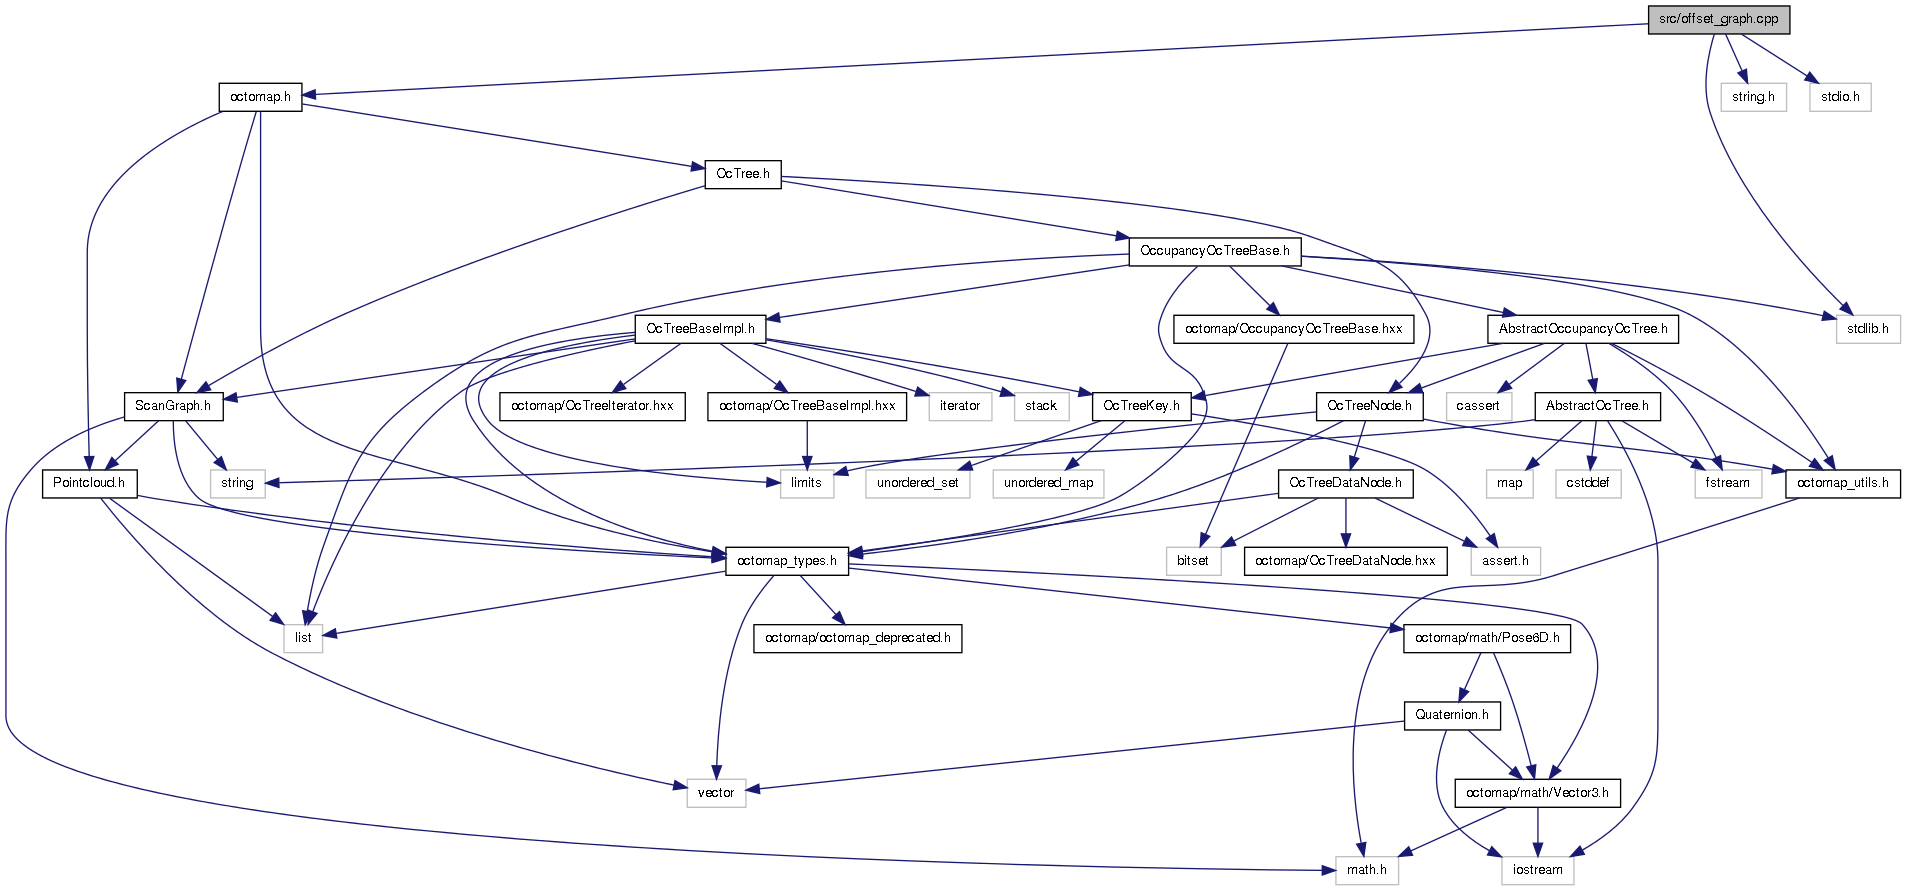 src/offset_graph.cpp
octomap.h
string.h
stdio.h
OcTree.h
OccupancyOcTreeBase.h
OcTreeBaseImpl.h
octomap/OccupancyOcTreeBase.hxx
AbstractOccupancyOcTree.h
stdlib.h
ScanGraph.h
octomap/OcTreeIterator.hxx
octomap/OcTreeBaseImpl.hxx
iterator
stack
OcTreeKey.h
OcTreeNode.h
cassert
AbstractOcTree.h
Pointcloud.h
string
limits
unordered_set
unordered_map
OcTreeDataNode.h
map
cstddef
fstream
octomap_utils.h
octomap_types.h
bitset
octomap/OcTreeDataNode.hxx
assert.h
list
octomap/octomap_deprecated.h
octomap/math/Pose6D.h
Quaternion.h
vector
octomap/math/Vector3.h
math.h
iostream